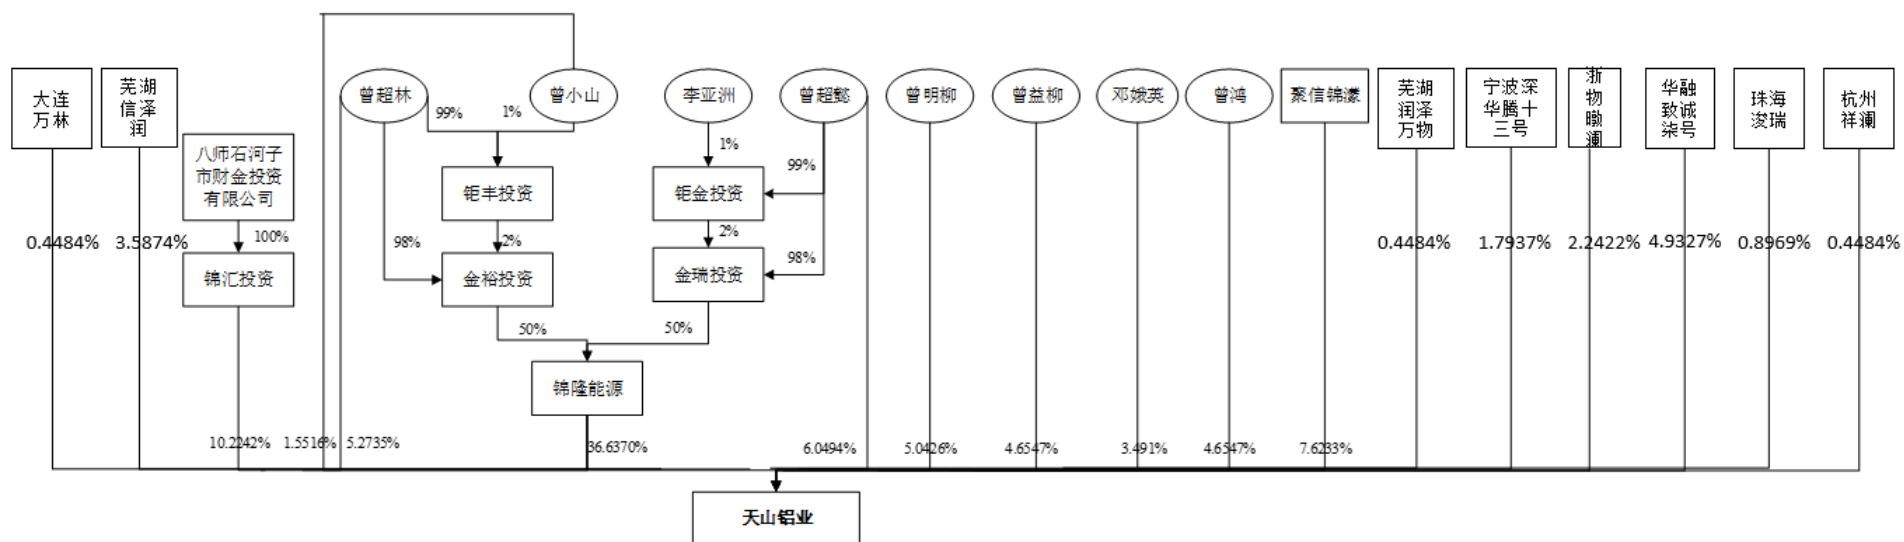 大连
万林
芜湖
信泽
润
八师石河子
市财金投资
有限公司
曾超林
曾小山
李亚洲
曾超懿
曾明柳
曾益柳
邓娥英
曾鸿
聚信锦濛
芜湖
润泽
万物
宁波深
华腾十
三号
浙
物
暾
澜
华融
致诚
柒号
珠海
浚瑞
杭州
祥澜
99%
1%
1%
99%
钜丰投资
钜金投资
0.4484%
3.5874%
100%
98%
2%
2%
98%
0.4484%
1.7937%
2.2422%
4.9327%
0.8969%
0.4484%
锦汇投资
金裕投资
金瑞投资
50%
50%
锦隆能源
10.2242%
1.5516%
5.2735%
36.6370%
6.0494%
5.0426%
4.6547%
3.491%
4.6547%
7.6233%
天山铝业